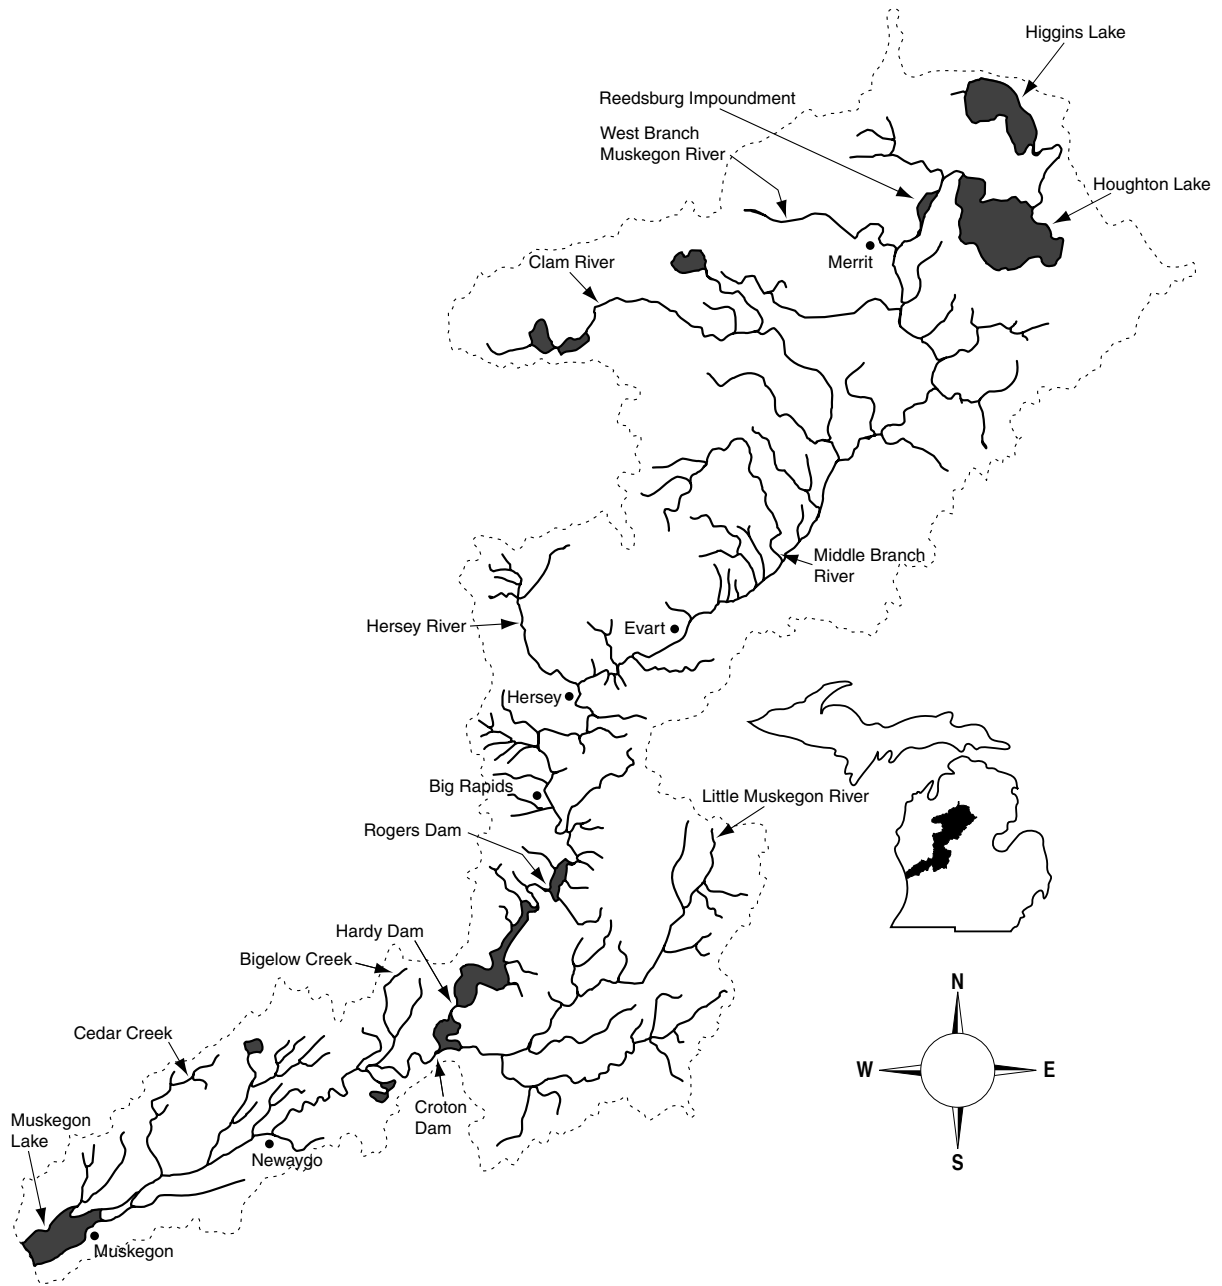 Higgins Lake
Reedsburg Impoundment
West Branch
Muskegon River
Houghton Lake
Merrit
Clam River
Middle Branch
River
Hersey River
Evart
Hersey
Big Rapids
Little Muskegon River
Rogers Dam
Hardy Dam
Bigelow Creek
Cedar Creek
Croton
Dam
Muskegon
Lake
Newaygo
Muskegon
N
W
E
S